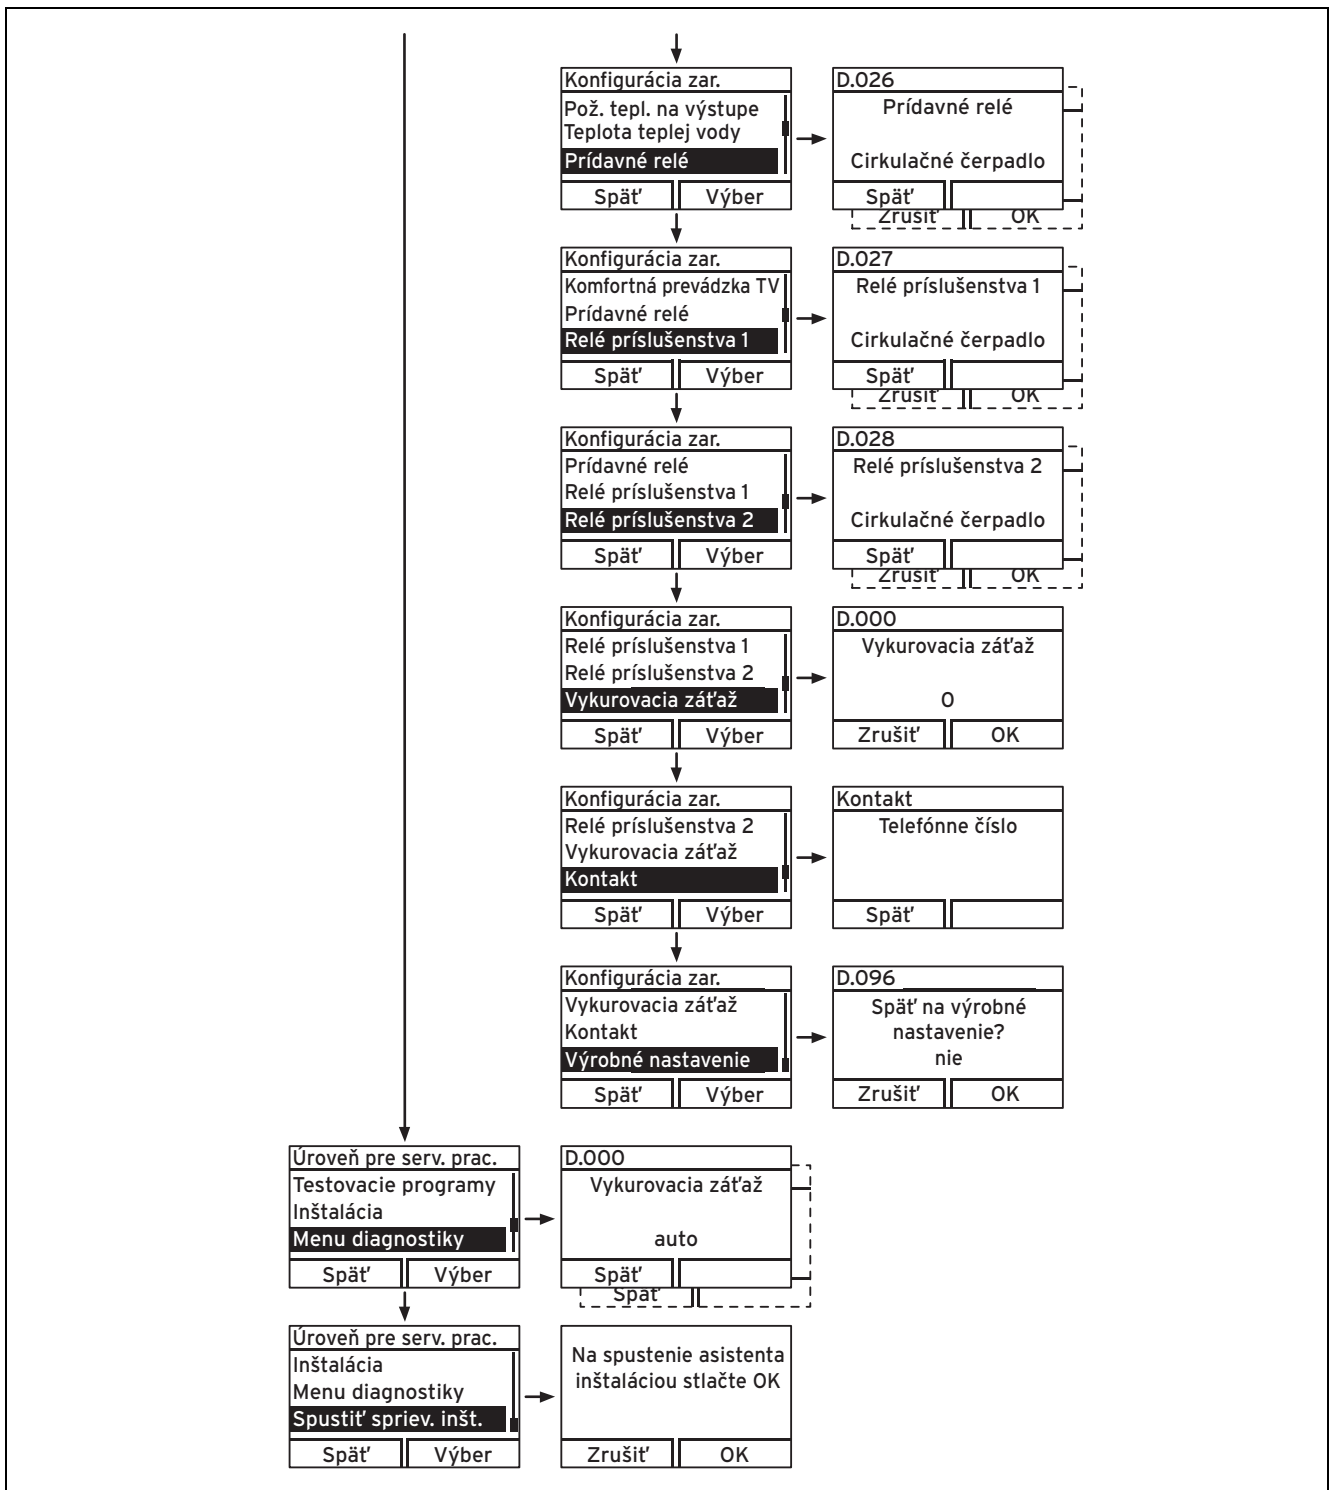 Konfigurácia zar.
Pož. tepl. na výstupe
Teplota teplej vody
Prídavné relé
Späť Výber
D.026
Prídavné relé
Cirkulačné čerpadlo
Späť
Zrušiť OK
Konfigurácia zar.
Komfortná prevádzka TV
Prídavné relé
Relé príslušenstva 1
Späť Výber
D.027
Relé príslušenstva 1
Cirkulačné čerpadlo
Späť
Zrušiť OK
Konfigurácia zar.
Prídavné relé
Relé príslušenstva 1
Relé príslušenstva 2
Späť Výber
D.028
Relé príslušenstva 2
Cirkulačné čerpadlo
Späť
Zrušiť OK
Konfigurácia zar.
Relé príslušenstva 1
Relé príslušenstva 2
Vykurovacia záťaž
Späť Výber
D.000
Vykurovacia záťaž
0
Zrušiť OK
Konfigurácia zar.
Relé príslušenstva 2
Vykurovacia záťaž
Kontakt
Späť Výber
Kontakt
Telefónne číslo
Späť
Konfigurácia zar.
Vykurovacia záťaž
Kontakt
Výrobné nastavenie
Späť Výber
D.096
Späť na výrobné
nastavenie?
nie
Zrušiť OK
Úroveň pre serv. prac.
Testovacie programy
Inštalácia
Menu diagnostiky
Späť Výber
D.000
Vykurovacia záťaž
auto
Späť
Späť
Úroveň pre serv. prac.
Inštalácia
Menu diagnostiky
Spustiť spriev. inšt.
Späť Výber
Na spustenie asistenta
inštaláciou stlačte OK
Zrušiť OK